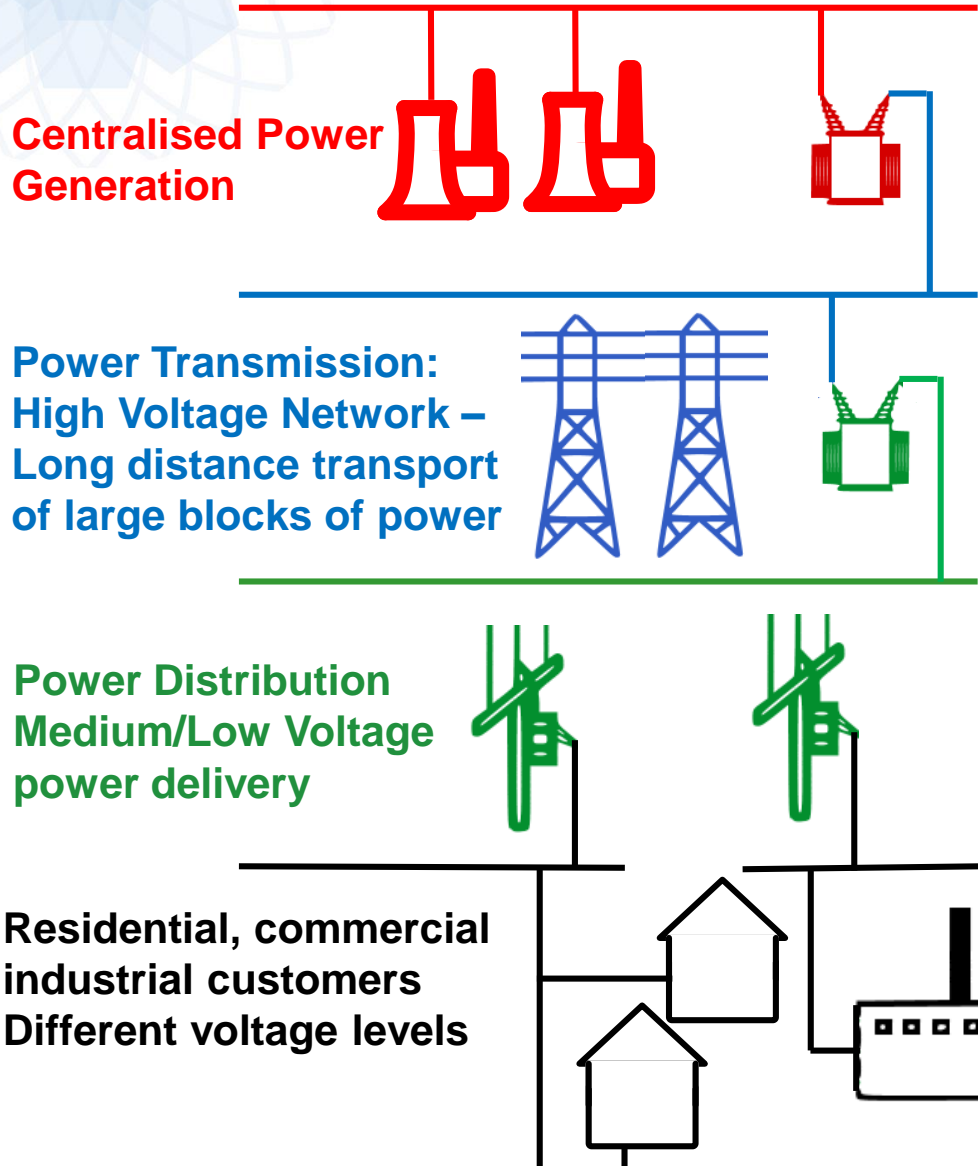 Centralised Power
Generation
Power Transmission:
High Voltage Network –
Long distance transport
of large blocks of power
Power Distribution
Medium/Low Voltage
power delivery
Residential, commercial
industrial customers
Different voltage levels